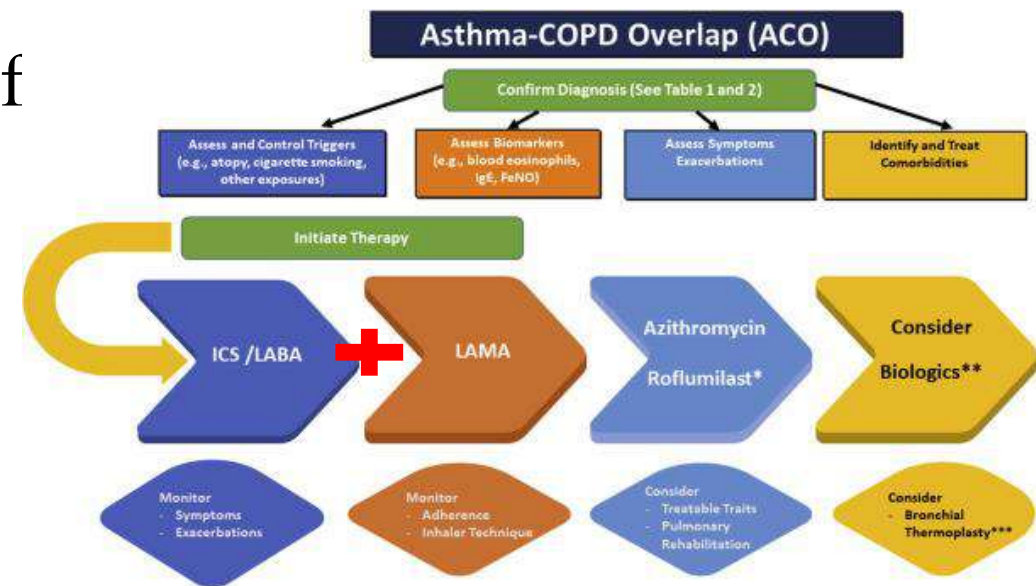 Asthma-COPD Overlap (ACO)
f
Confirm Diagnosis (See Table 1 and 2)
Assess and Control Triggers
(e.g., atopy, cigarette smoking,
other exposures)
Assess Biomarkers
(e.g., blood eosinophils,
IgE, FeNO)
Assess Symptoms
Exacerbations
Identify and Treat
Comorbidities
Initiate Therapy
ICS /LABA
LAMA
Azithromycin
Roflumilast*
Consider
Biologics**
Monitor
- Symptoms
- Exacerbations
Monitor
- Adherence
- Inhaler Technique
Consider
- Treatable Traits
- Pulmonary
Rehabilitation
Consider
- Bronchial
Thermoplasty***